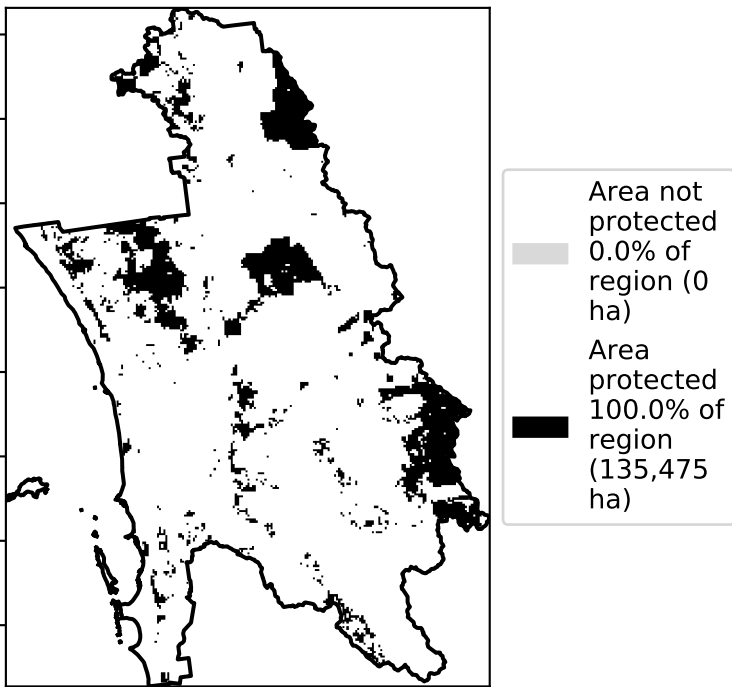 Area not
protected
0.0% of
region (0
ha)
Area
protected
100.0% of
region
(135,475
ha)